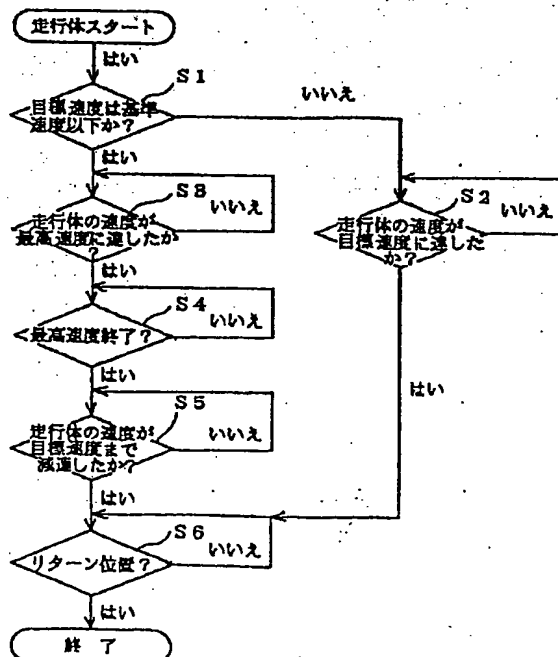 走行体スタート
はい
S1
目標速度は基準
速度以下か？
いいえ
はい
S3
走行体の速度が
最高速度に達したか
？
いいえ
はい
S2
走行体の速度が
目標速度に達した
か？
いいえ
はい
S4
最高速度終了？
いいえ
はい
S5
走行体の速度が
目標速度まで
減速したか？
いいえ
はい
S6
リターン位置？
いいえ
はい
終 了